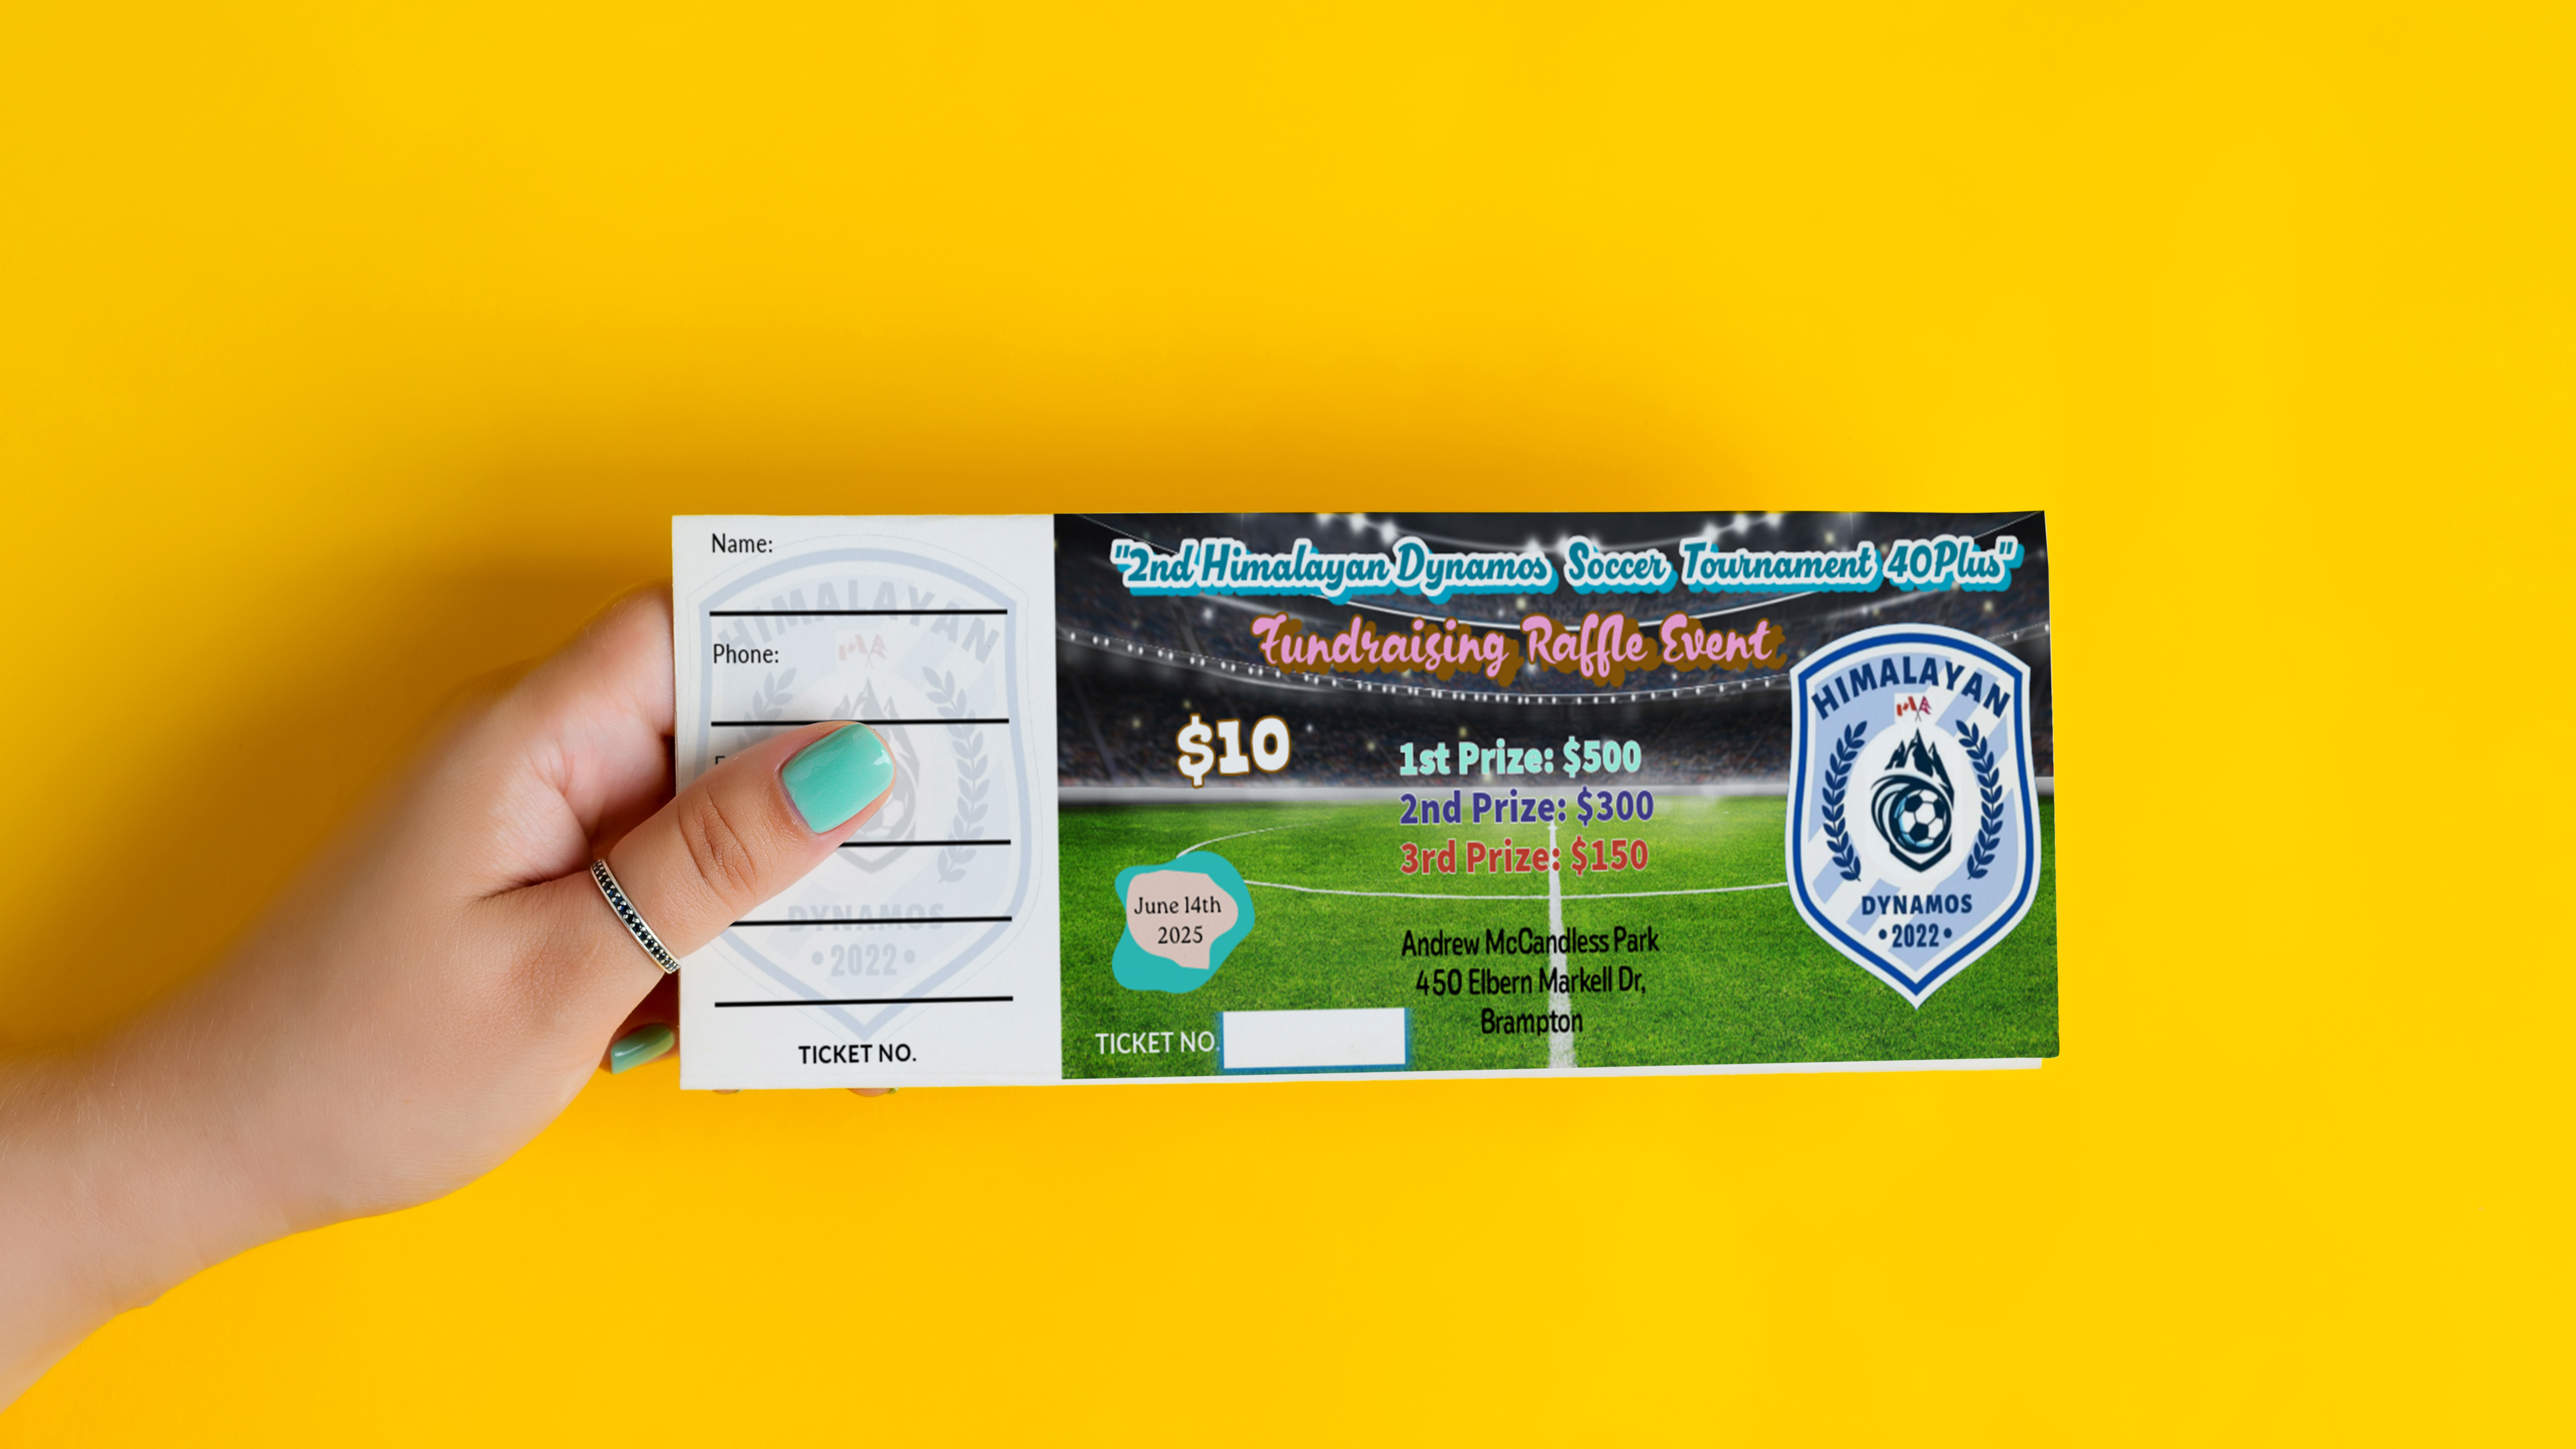 Name:
HIMALAYAN
Phone:
DYNAMOS
• 2022 •
TICKET NO.
"2nd Himalayan Dynamos Soccer Tournament 40Plus"
Fundraising Raffle Event
$10
1st Prize: $500
2nd Prize: $300
3rd Prize: $150
June 14th
2025
Andrew McCandless Park
450 Elbern Markell Dr,
Brampton
TICKET NO.
HIMALAYAN
DYNAMOS
• 2022 •